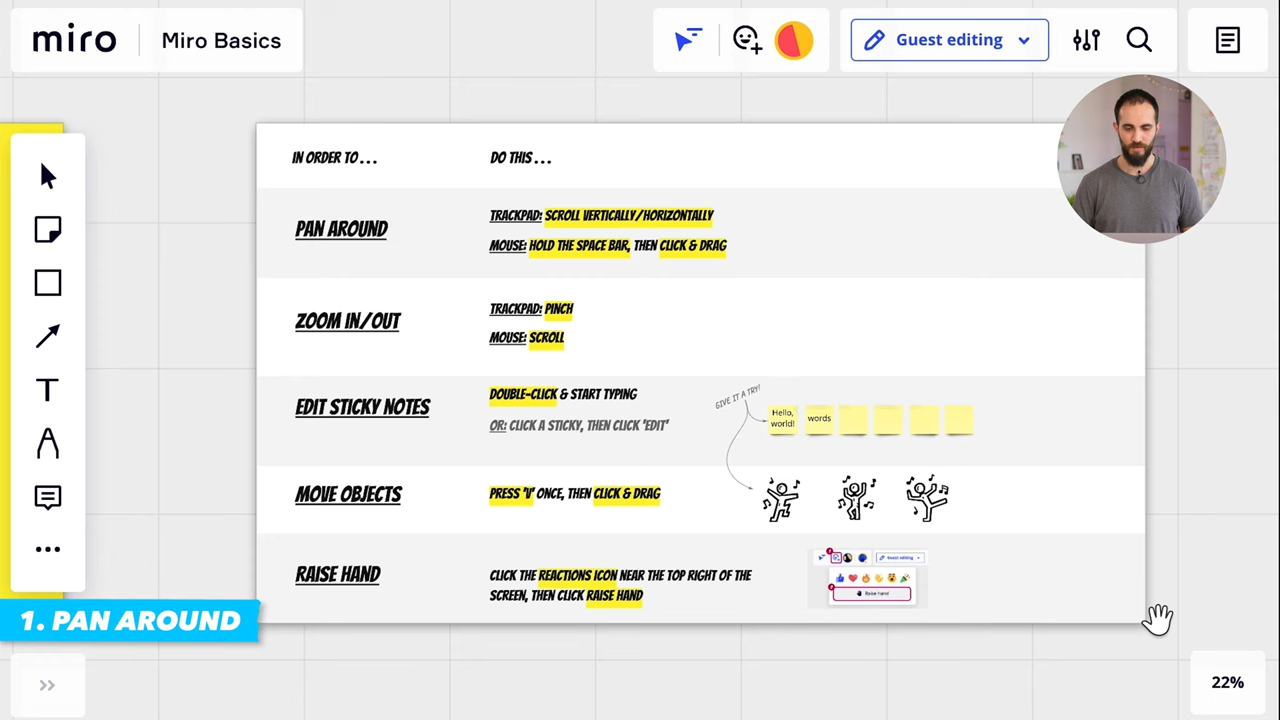 miro
Miro Basics
Guest editing
IN ORDER TO...
DO THIS...
PAN AROUND
TRACKPAD: SCROLL VERTICALLY/HORIZONTALLY
MOUSE: HOLD THE SPACE BAR, THEN CLICK & DRAG
ZOOM IN/OUT
TRACKPAD: PINCH
MOUSE: SCROLL
EDIT STICKY NOTES
DOUBLE-CLICK & START TYPING
OR: CLICK A STICKY, THEN CLICK 'EDIT'
GIVE IT A TRY!
Hello,
world!
words
MOVE OBJECTS
PRESS 'V' ONCE, THEN CLICK & DRAG
RAISE HAND
CLICK THE REACTIONS ICON NEAR THE TOP RIGHT OF THE
SCREEN, THEN CLICK RAISE HAND
Guest editing
Raise hand
1. PAN AROUND
22%